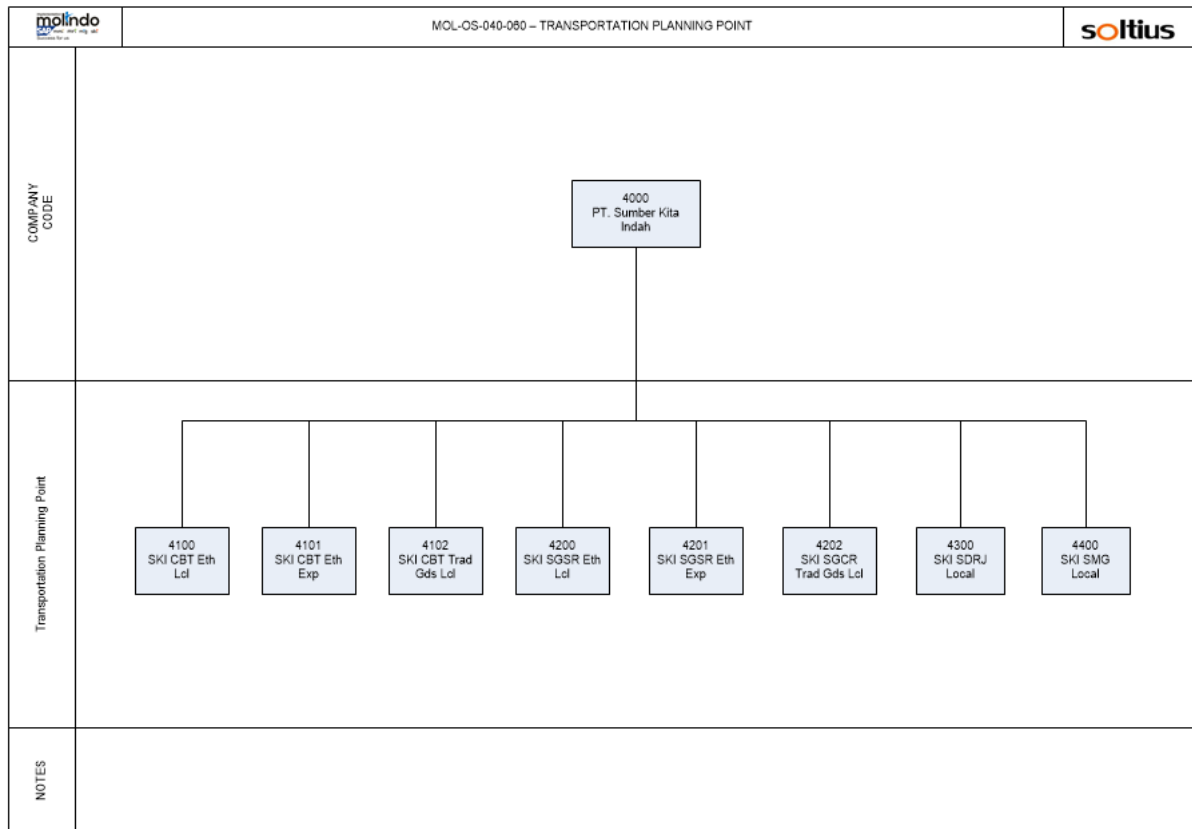 molindo
MOL-OS-040-060 – TRANSPORTATION PLANNING POINT
soltius
COMPANY
CODE
4000
PT. Sumber Kita
Indah
Transportation Planning Point
4100
SKI CBT Eth
Lcl
4101
SKI CBT Eth
Exp
4102
SKI CBT Trad
Gds Lcl
4200
SKI SGSR Eth
Lcl
4201
SKI SGSR Eth
Exp
4202
SKI SGCR
Trad Gds Lcl
4300
SKI SDRJ
Local
4400
SKI SMG
Local
NOTES